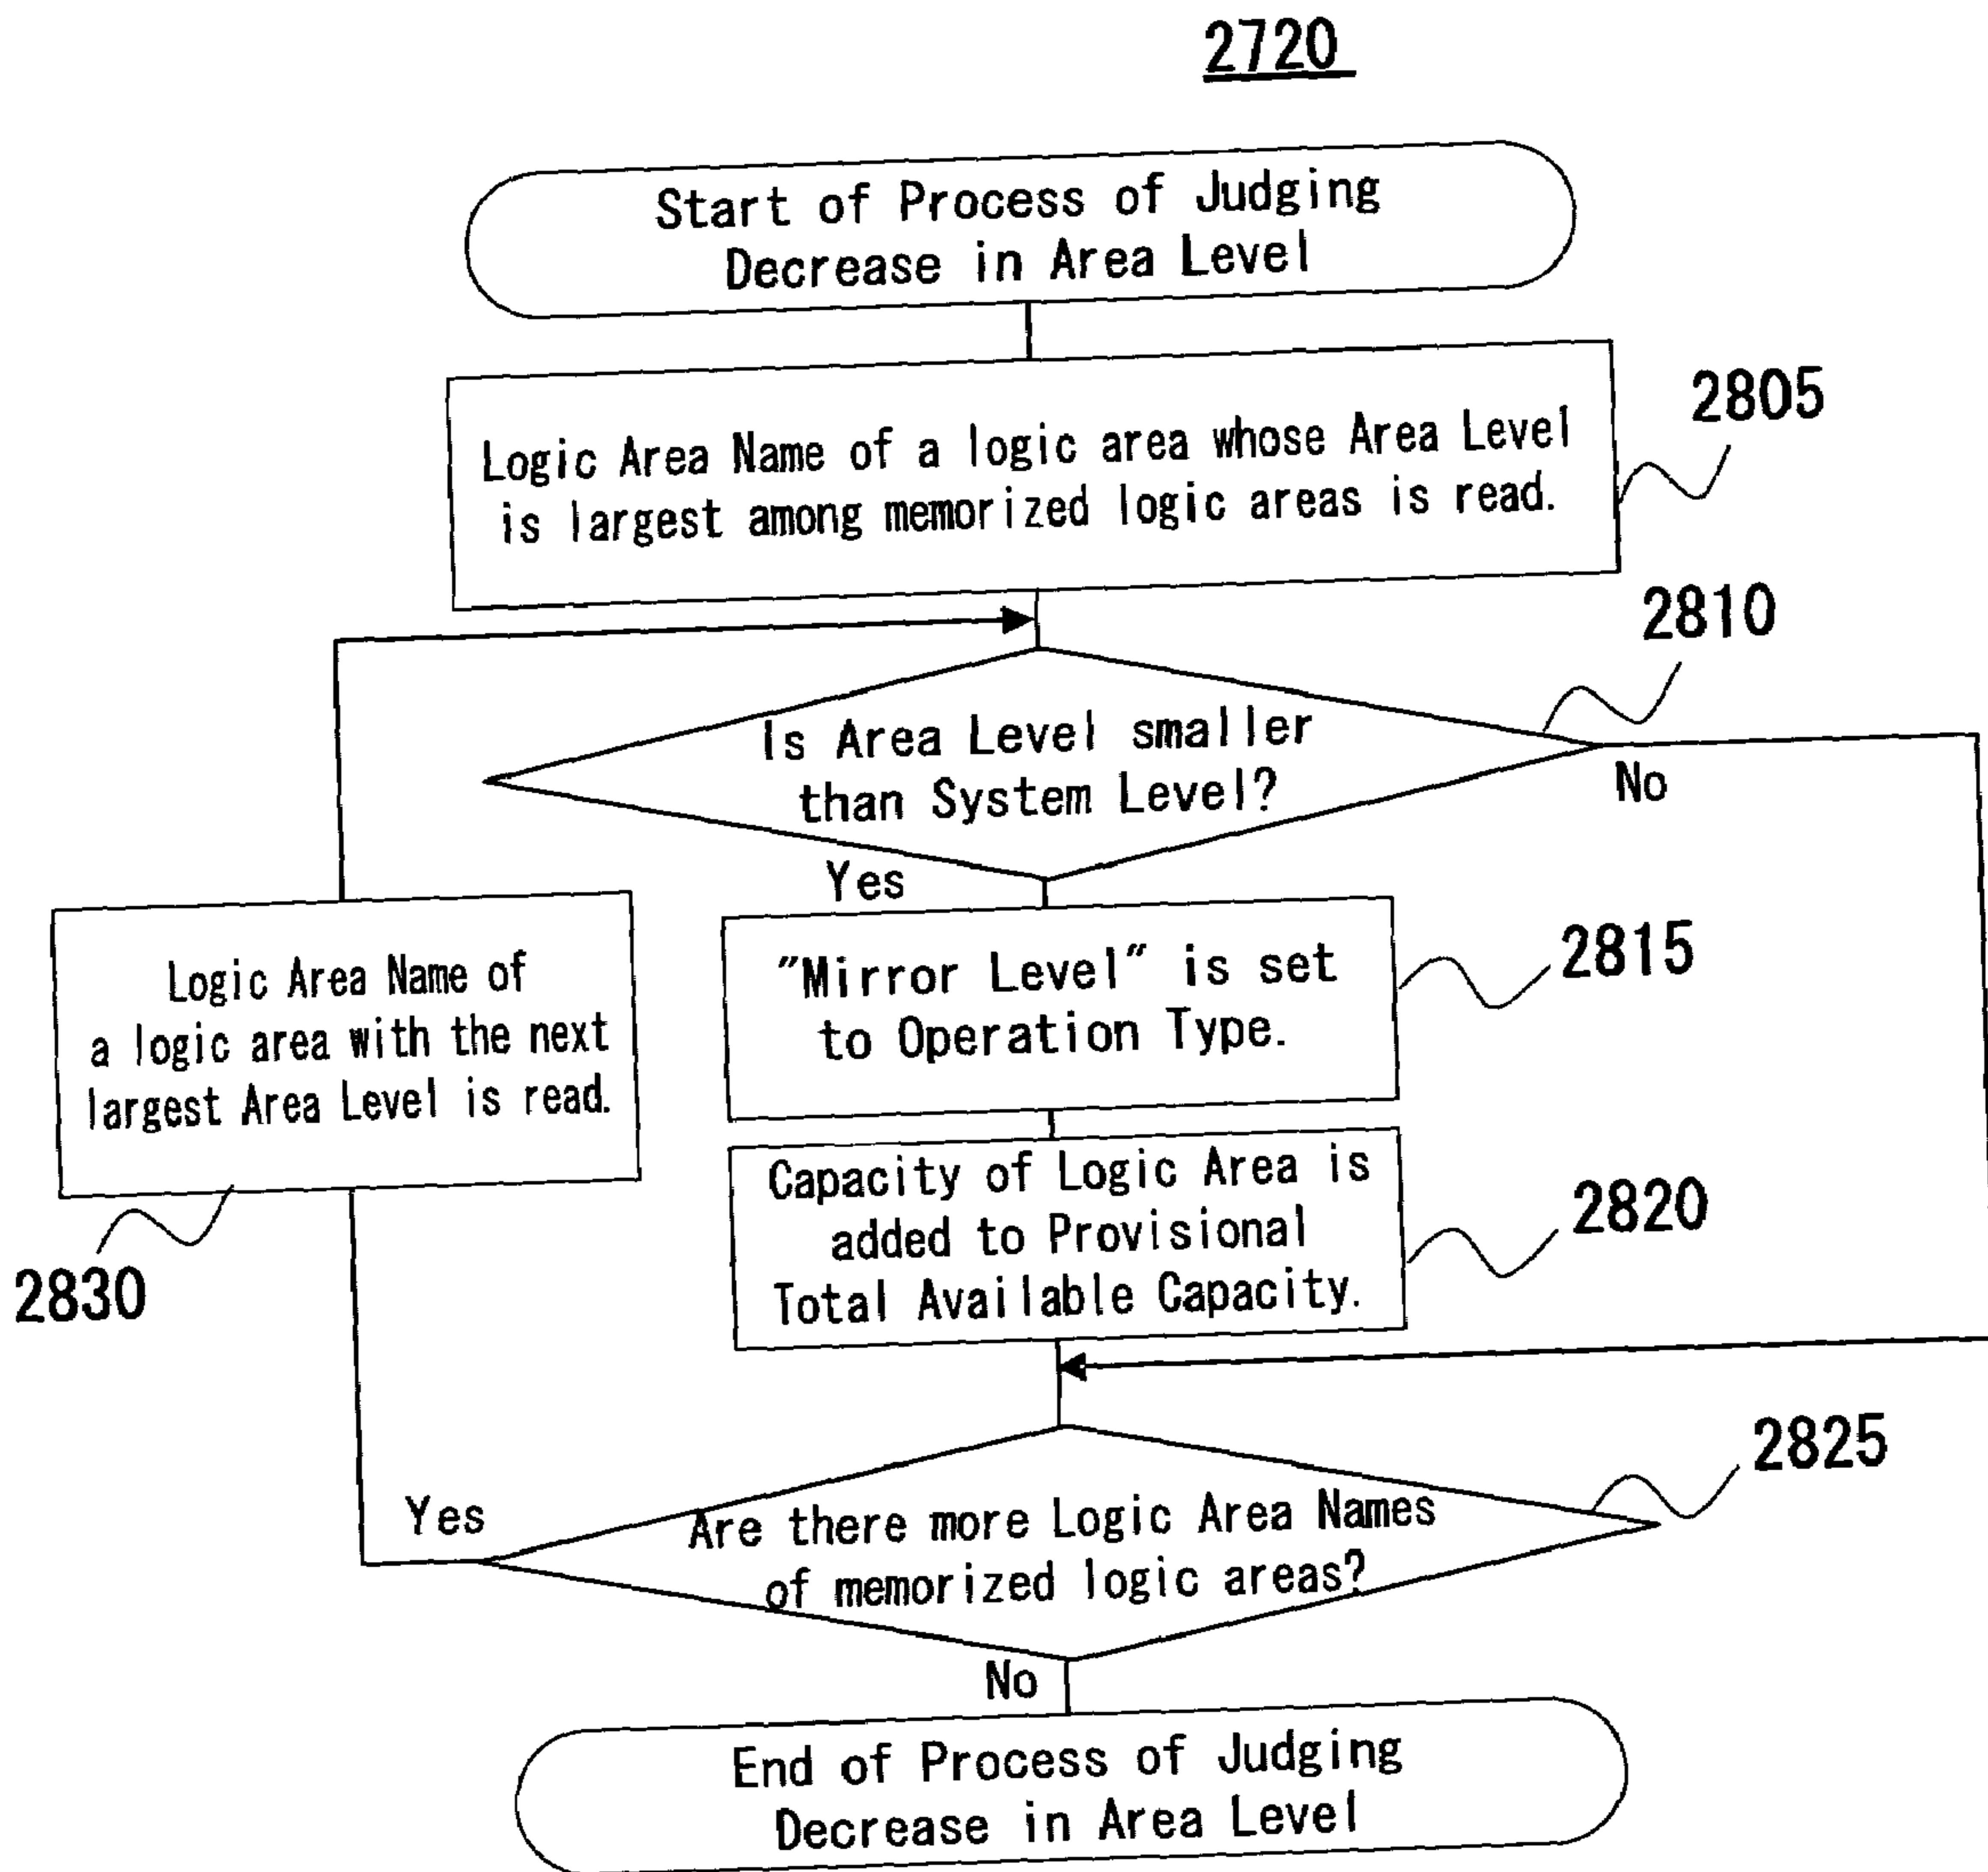 2720
Start of Process of Judging
Decrease in Area Level
Logic Area Name of a logic area whose Area Level
is largest among memorized logic areas is read.
2805
2810
Is Area Level smaller
than System Level?
No
Yes
Logic Area Name of
a logic area with the next
largest Area Level is read.
2830
"Mirror Level" is set
to Operation Type.
2815
Capacity of Logic Area is
added to Provisional
Total Available Capacity.
2820
2825
Yes
Are there more Logic Area Names
of memorized logic areas?
No
End of Process of Judging
Decrease in Area Level